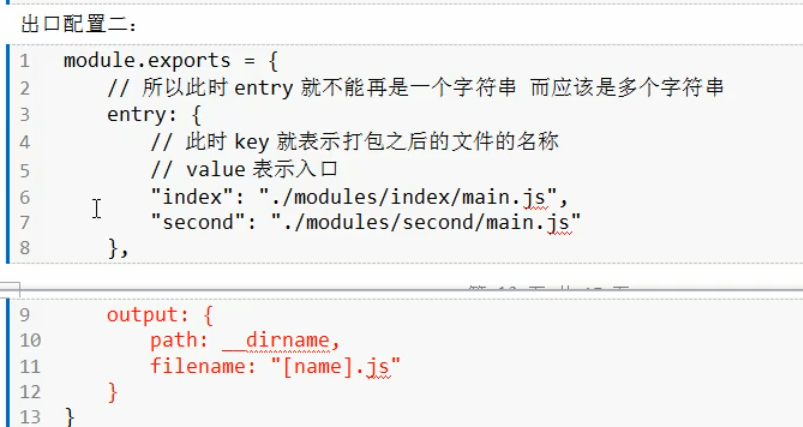 出口配置二：
1 module.exports = {
2 // 所以此时 entry 就不能再是一个字符串 而应该是多个字符串
3 entry: {
4 // 此时 key 就表示打包之后的文件的名称
5 // value 表示入口
6 "index": "./modules/index/main.js",
7 "second": "./modules/second/main.js"
8 },
9 output: {
10 path: __dirname,
11 filename: "[name].js"
12 }
13 }